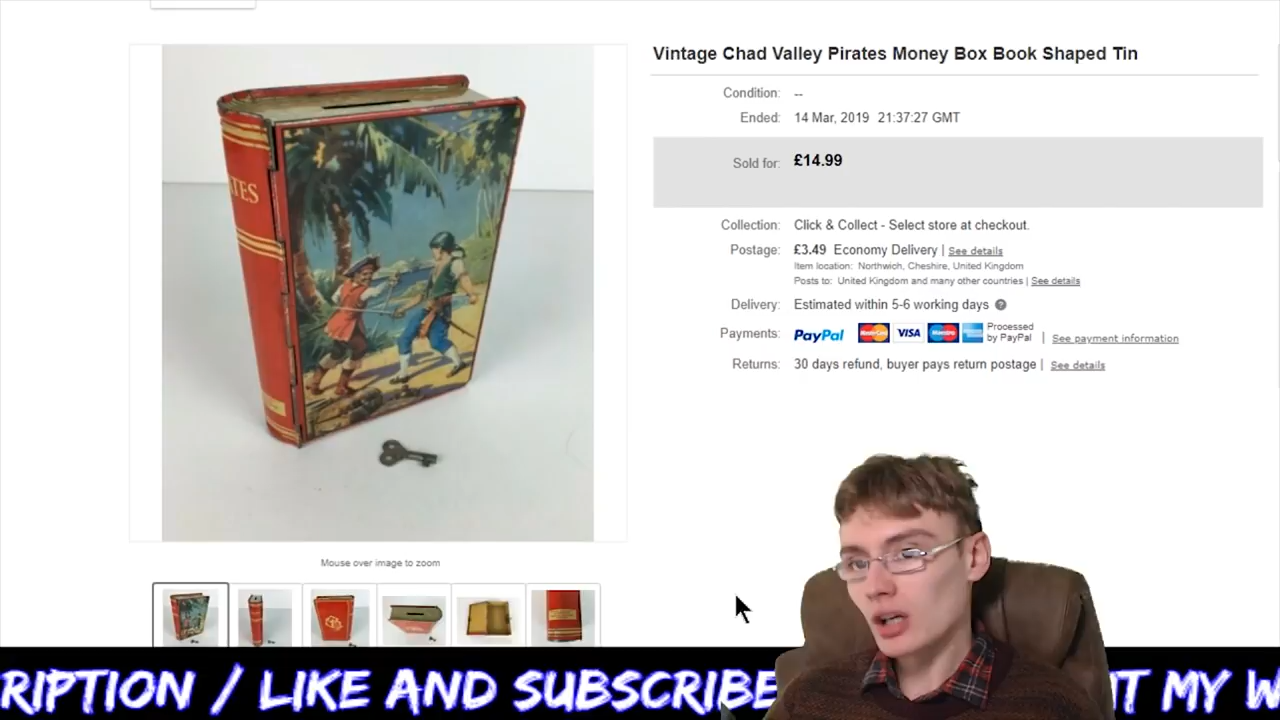 Vintage Chad Valley Pirates Money Box Book Shaped Tin
Condition: --
Ended: 14 Mar, 2019 21:37:27 GMT
Sold for: £14.99
Collection: Click & Collect - Select store at checkout.
Postage: £3.49 Economy Delivery | See details
Item location: Northwich, Cheshire, United Kingdom
Posts to: United Kingdom and many other countries | See details
Delivery: Estimated within 5-6 working days ?
Payments: PayPal MasterCard VISA Maestro Processed by PayPal | See payment information
Returns: 30 days refund, buyer pays return postage | See details
TES
Mouse over image to zoom
RIPTION / LIKE AND SUBSCRIBE IT MY W